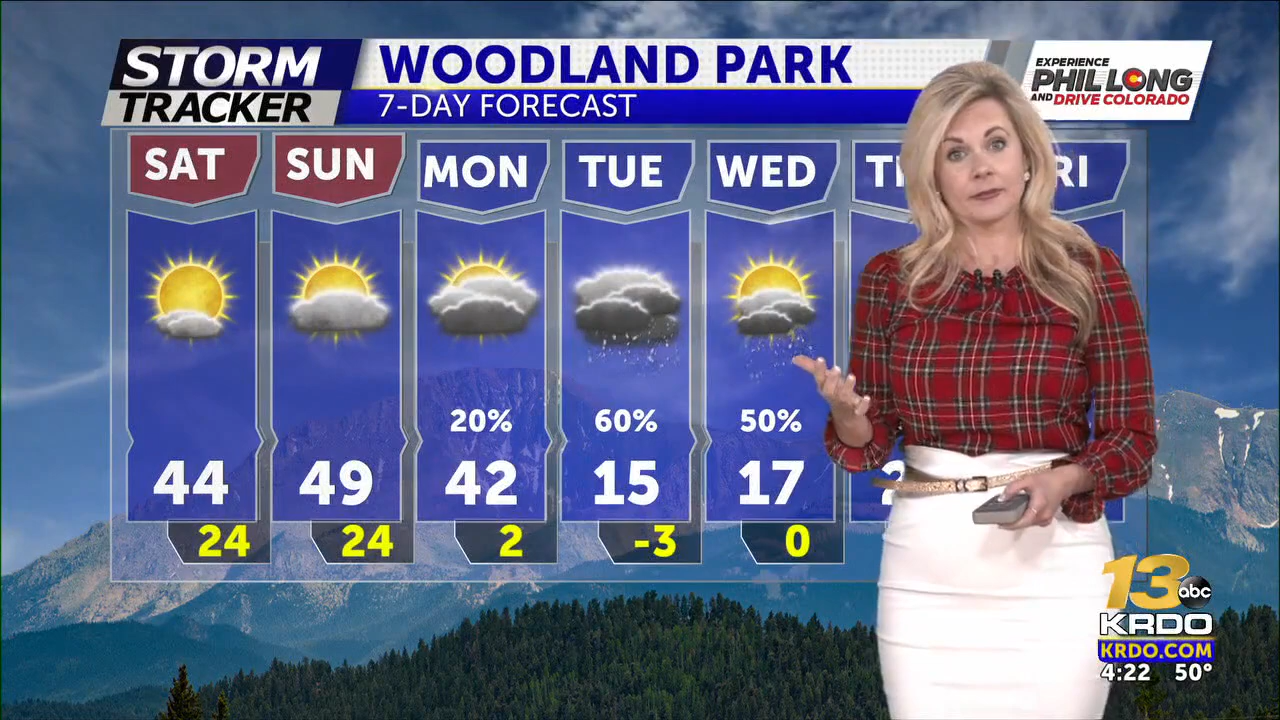 STORM
TRACKER
WOODLAND PARK
7-DAY FORECAST
EXPERIENCE
PHIL LONG
AND DRIVE COLORADO
SAT
SUN
MON
TUE
WED
20%
60%
50%
44
49
42
15
17
24
24
2
-3
0
13
abc
KRDO
KRDO.COM
4:22 50°